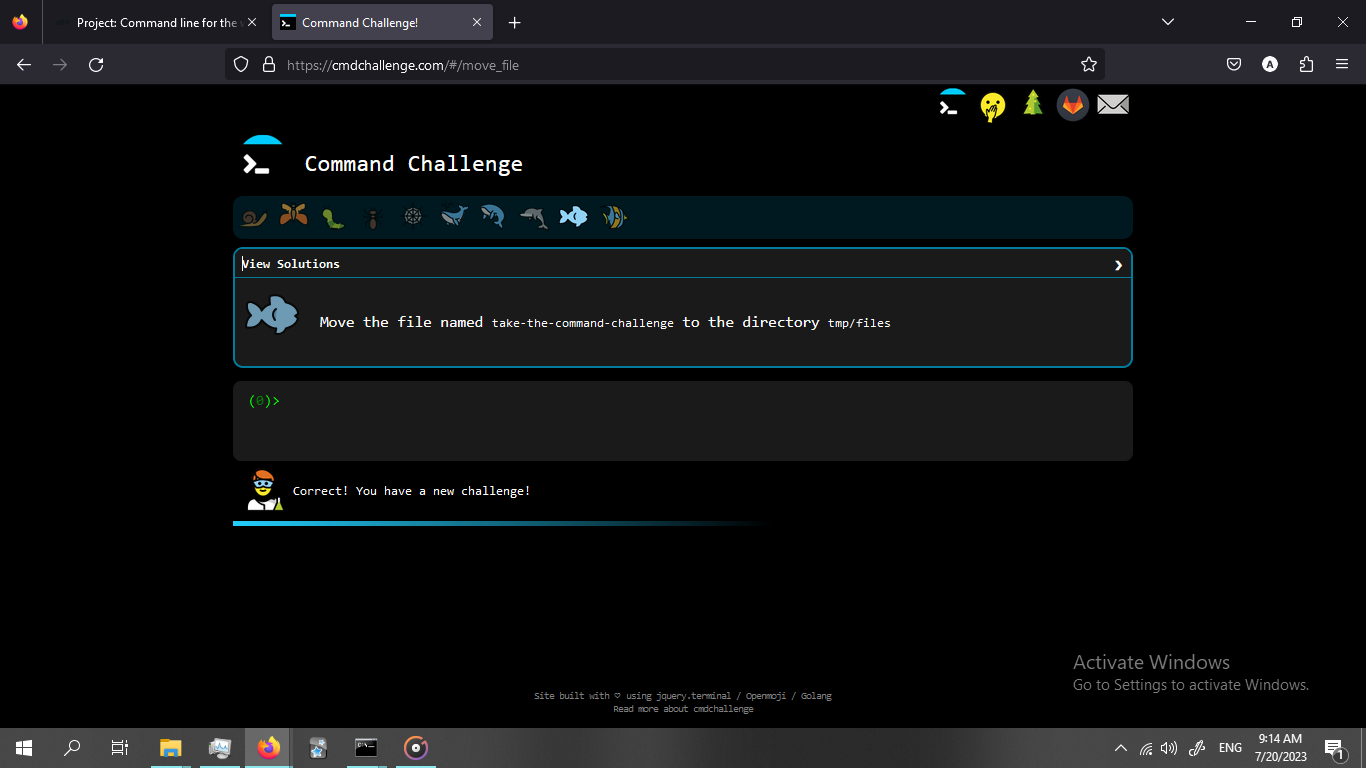 Project: Command line for the
Command Challenge!
https://cmdchallenge.com/#/move_file
A
Command Challenge
View Solutions
Move the file named take-the-command-challenge to the directory tmp/files
(0)>
Correct! You have a new challenge!
Activate Windows
Go to Settings to activate Windows.
Site built with ♡ using jquery.terminal / Openmoji / Golang
Read more about cmdchallenge
ENG
9:14 AM
7/20/2023
1